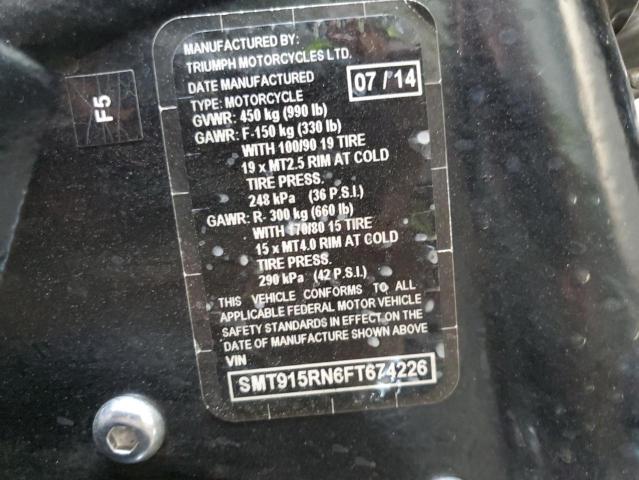 MANUFACTURED BY:
TRIUMPH MOTORCYCLES LTD.
DATE MANUFACTURED 07 / 14
TYPE: MOTORCYCLE
GVWR: 450 kg (990 lb)
GAWR: F-150 kg (330 lb)
WITH 100/90 19 TIRE
19 x MT2.5 RIM AT COLD
TIRE PRESS.
248 kPa (36 P.S.I.)
GAWR: R- 300 kg (660 lb)
WITH 170/80 15 TIRE
15 x MT4.0 RIM AT COLD
TIRE PRESS.
290 kPa (42 P.S.I.)
THIS VEHICLE CONFORMS TO ALL
APPLICABLE FEDERAL MOTOR VEHICLE
SAFETY STANDARDS IN EFFECT ON THE
DATE OF MANUFACTURE SHOWN ABOVE
VIN
SMT915RN6FT674226
F5